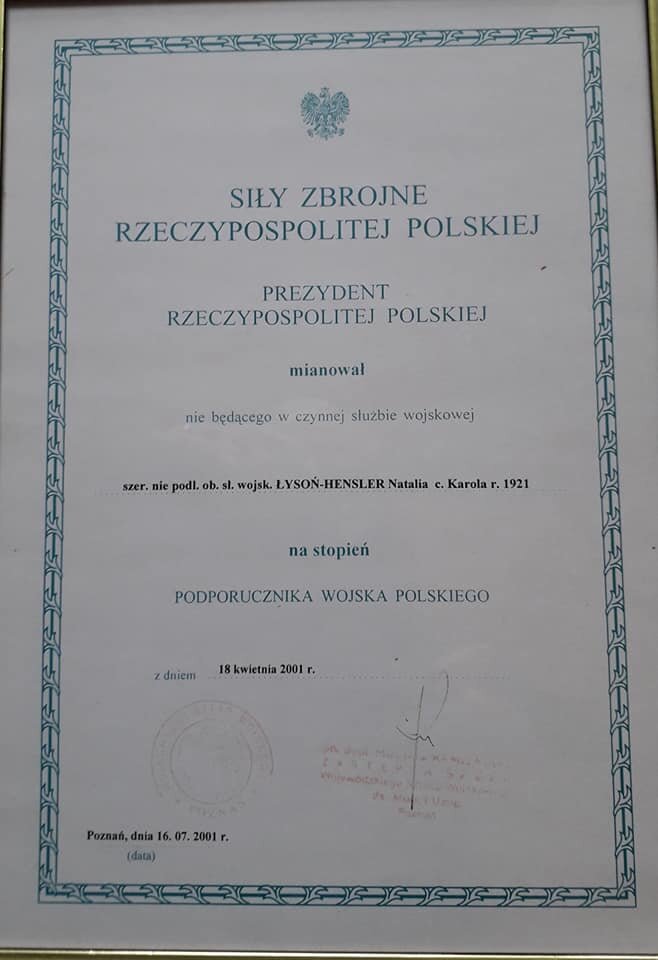 SIŁY ZBROJNE
RZECZYPOSPOLITEJ POLSKIEJ
PREZYDENT
RZECZYPOSPOLITEJ POLSKIEJ
mianował
nie będącego w czynnej służbie wojskowej
szer. nie podl. ob. sł. wojsk. ŁYSOŃ-HENSLER Natalia c. Karola r. 1921
na stopień
PODPORUCZNIKA WOJSKA POLSKIEGO
z dniem 18 kwietnia 2001 r.
POZNAŃ
Poznań, dnia 16. 07. 2001 r.
(data)